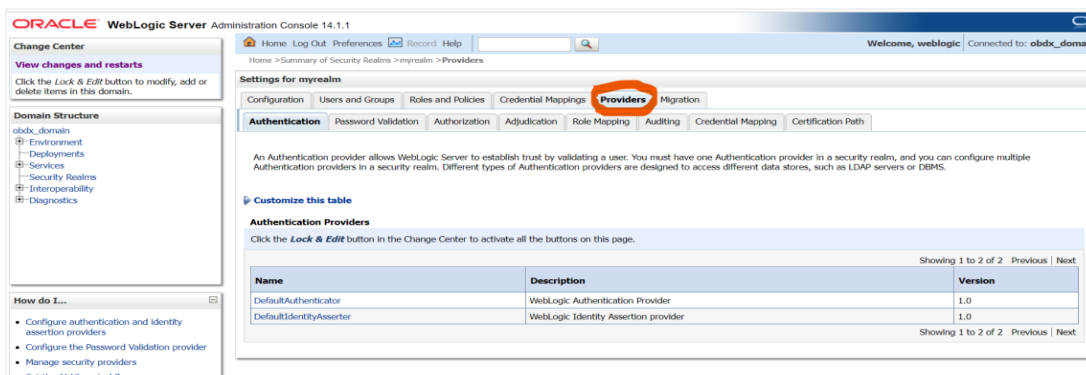 ORACLE WebLogic Server Administration Console 14.1.1
Change Center
View changes and restarts
Click the Lock & Edit button to modify, add or
delete items in this domain.
Domain Structure
obdx_domain
Environment
Deployments
Services
Security Realms
Interoperability
Diagnostics
How do I...
Configure authentication and identity
assertion providers
Configure the Password Validation provider
Manage security providers
Home Log Out Preferences Record Help
Welcome, weblogic Connected to:
Home >Summary of Security Realms >myrealm >Providers
Settings for myrealm
Configuration Users and Groups Roles and Policies Credential Mappings Providers Migration
Authentication Password Validation Authorization Adjudication Role Mapping Auditing Credential Mapping Certification Path
An Authentication provider allows WebLogic Server to establish trust by validating a user. You must have one Authentication provider in a security realm, and you can configure multiple
Authentication providers in a security realm. Different types of Authentication providers are designed to access different data stores, such as LDAP servers or DBMS.
Customize this table
Authentication Providers
Click the Lock & Edit button in the Change Center to activate all the buttons on this page.
Showing 1 to 2 of 2 Previous | Next
Name Description Version
DefaultAuthenticator WebLogic Authentication Provider 1.0
DefaultIdentityAsserter WebLogic Identity Assertion provider 1.0
Showing 1 to 2 of 2 Previous | Next